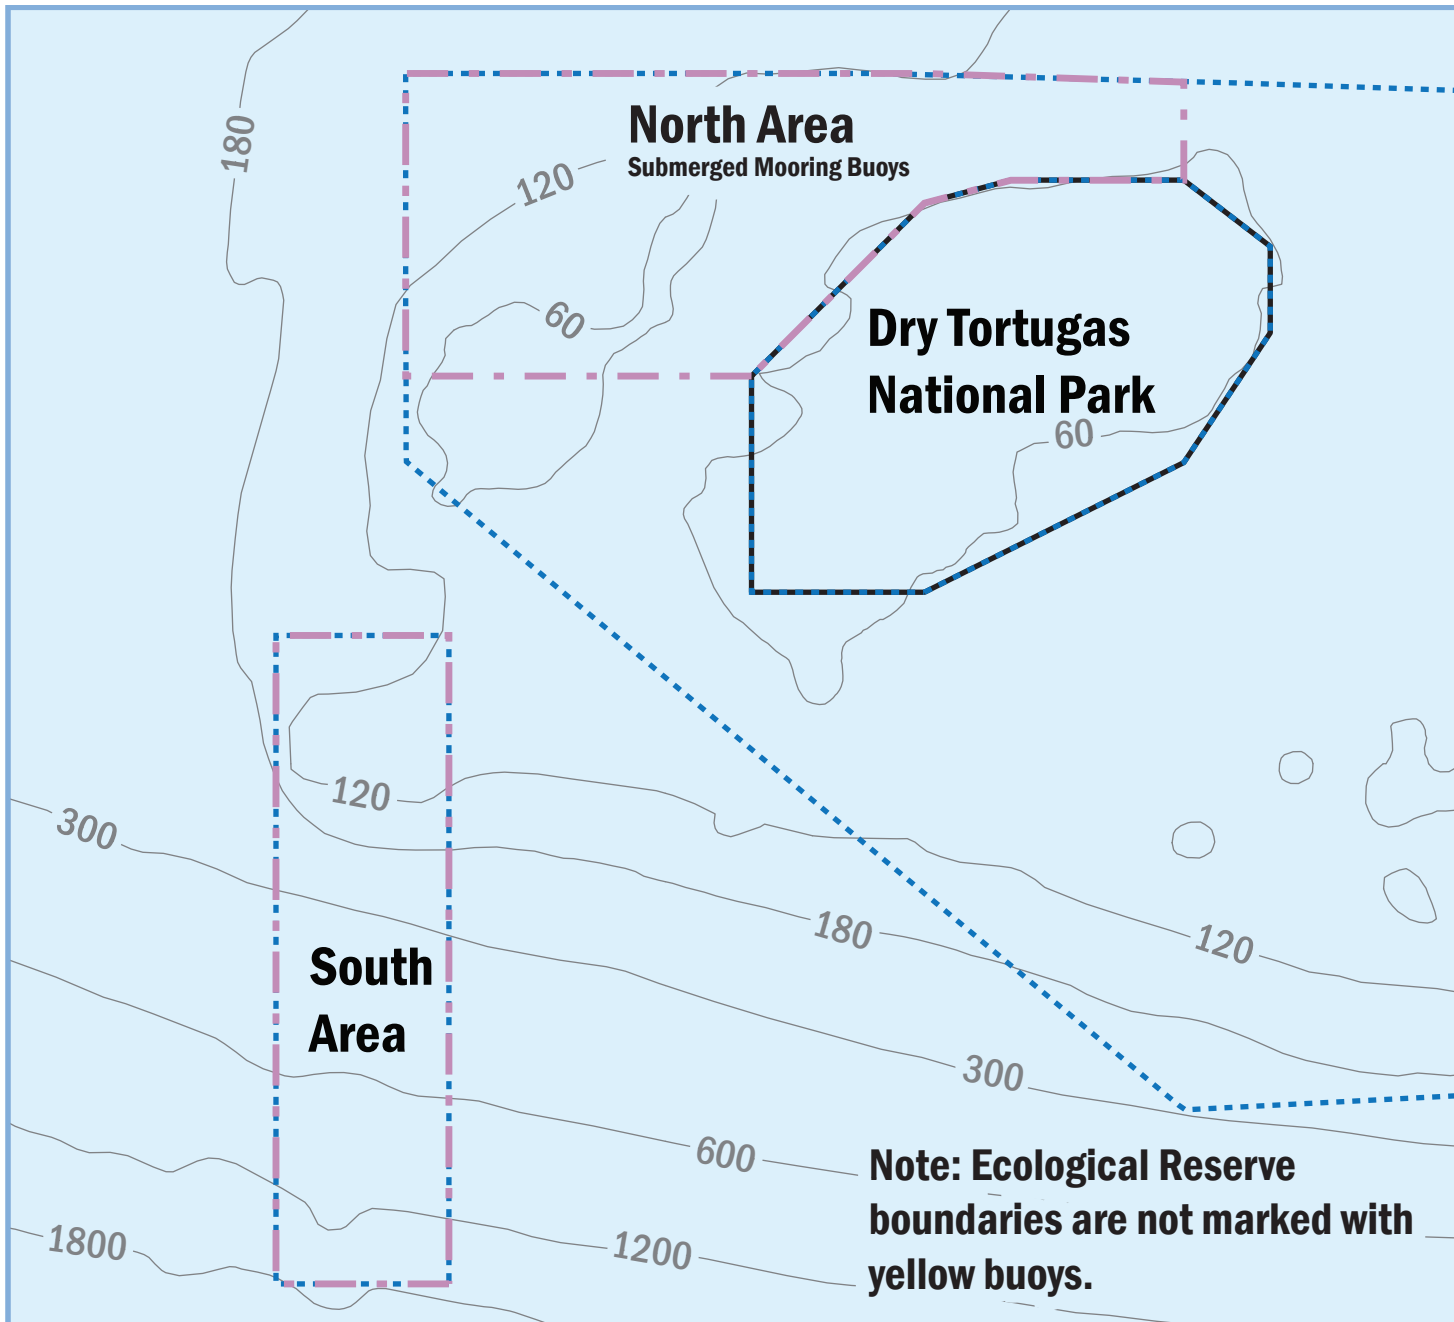 180
North Area
Submerged Mooring Buoys
120
60
Dry Tortugas
National Park
60
120
300
180
120
South
Area
300
600
Note: Ecological Reserve
boundaries are not marked with
yellow buoys.
1800
1200